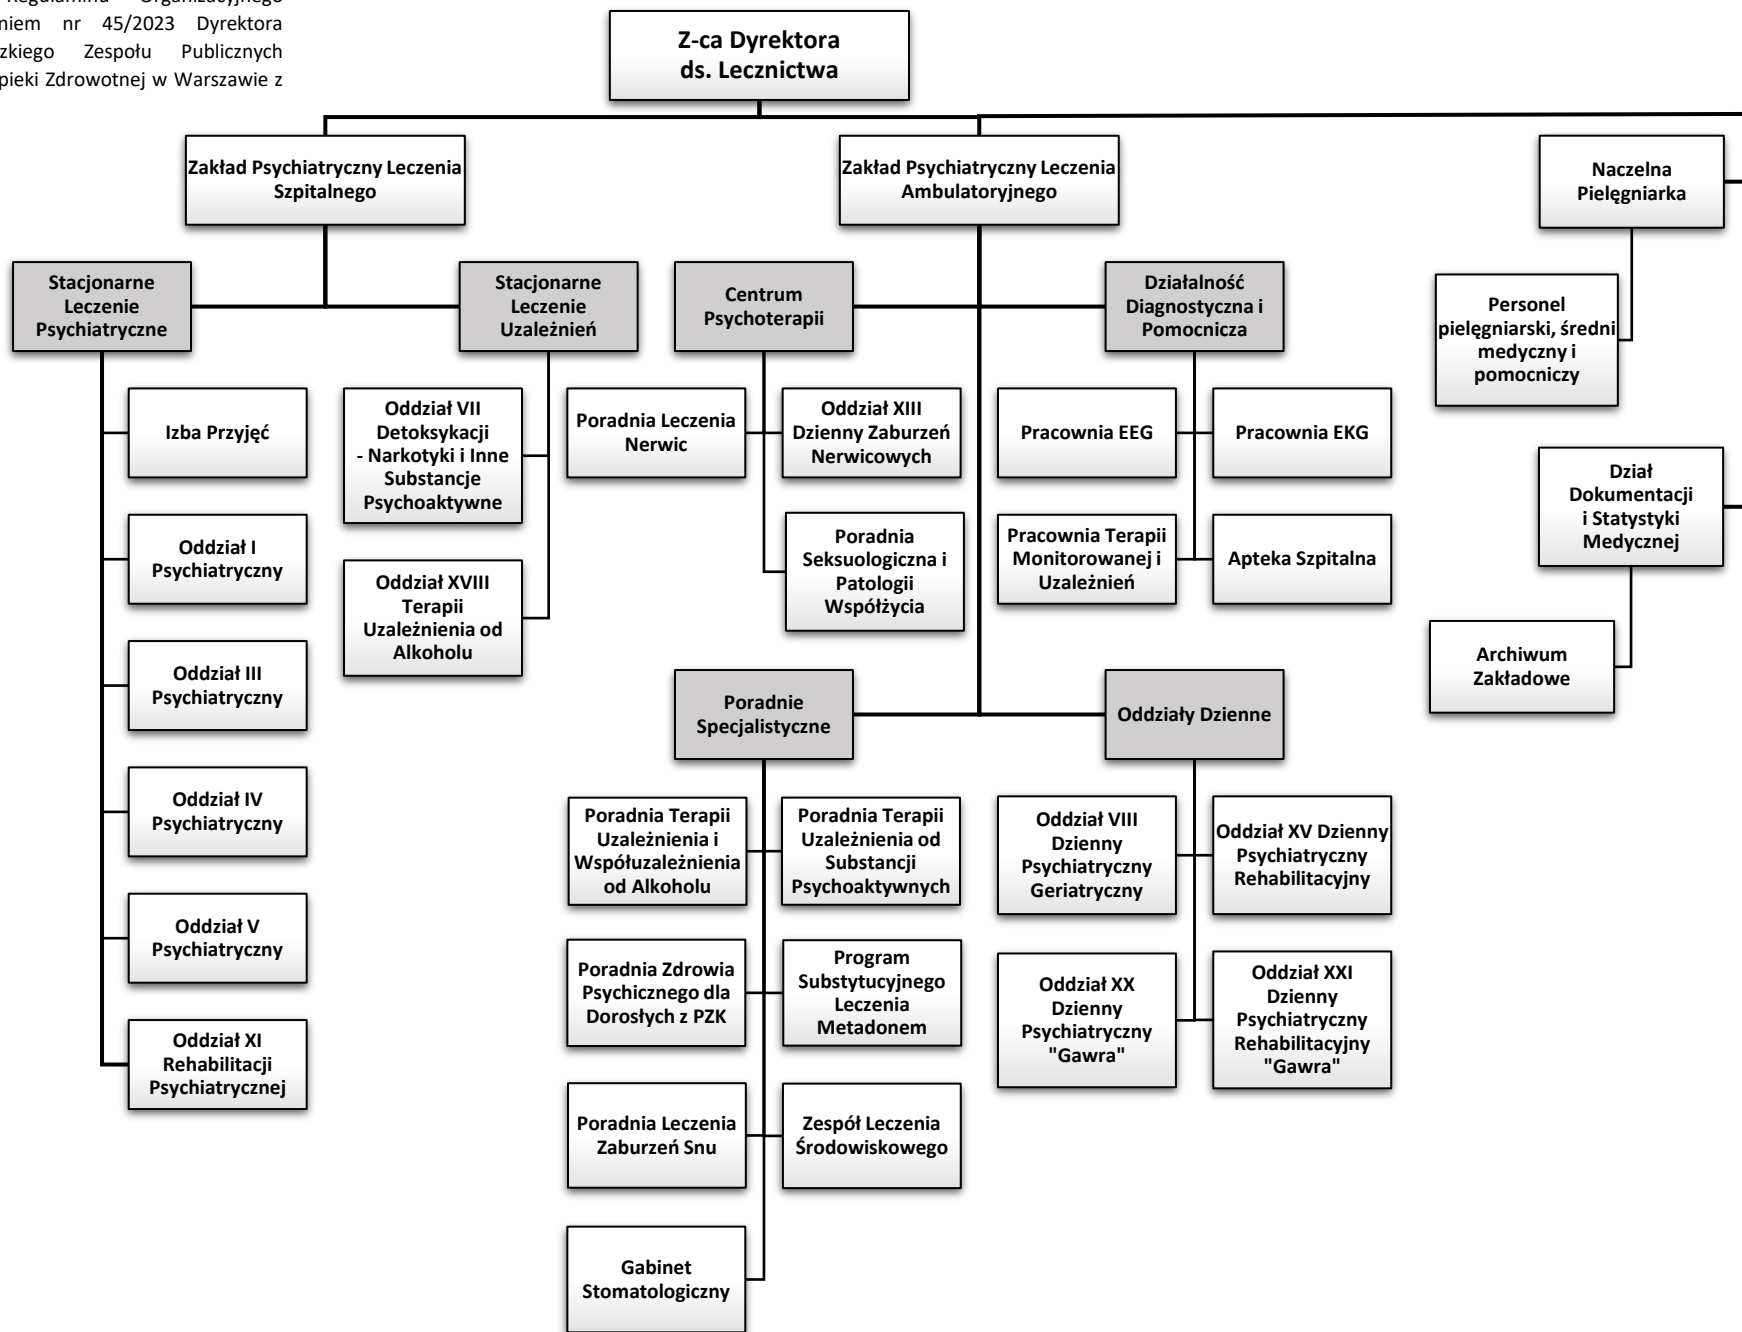 Regulaminu Organizacyjnego
nr 45/2023 Dyrektora
Zespołu Publicznych
Opieki Zdrowotnej w Warszawie z
Z-ca Dyrektora
ds. Lecznictwa
Zakład Psychiatryczny Leczenia
Szpitalnego
Zakład Psychiatryczny Leczenia
Ambulatoryjnego
Naczelna
Pielęgniarka
Stacjonarne
Leczenie
Psychiatryczne
Stacjonarne
Leczenie
Uzależnień
Centrum
Psychoterapii
Działalność
Diagnostyczna i
Pomocnicza
Personel
pielęgniarski, średni
medyczny i
pomocniczy
Izba Przyjęć
Oddział VII
Detoksykacji
- Narkotyki i Inne
Substancje
Psychoaktywne
Poradnia Leczenia
Nerwic
Oddział XIII
Dzienny Zaburzeń
Nerwicowych
Pracownia EEG
Pracownia EKG
Dział
Dokumentacji
i Statystyki
Medycznej
Oddział I
Psychiatryczny
Oddział XVIII
Terapii
Uzależnienia od
Alkoholu
Poradnia
Seksuologiczna i
Patologii
Współżycia
Pracownia Terapii
Monitorowanej i
Uzależnień
Apteka Szpitalna
Archiwum
Zakładowe
Oddział III
Psychiatryczny
Poradnie
Specjalistyczne
Oddziały Dzienne
Oddział IV
Psychiatryczny
Poradnia Terapii
Uzależnienia i
Współuzależnienia
od Alkoholu
Poradnia Terapii
Uzależnienia od
Substancji
Psychoaktywnych
Oddział VIII
Dzienny
Psychiatryczny
Geriatryczny
Oddział XV Dzienny
Psychiatryczny
Rehabilitacyjny
Oddział V
Psychiatryczny
Poradnia Zdrowia
Psychicznego dla
Dorosłych z PZK
Program
Substytucyjnego
Leczenia
Metadonem
Oddział XX
Dzienny
Psychiatryczny
"Gawra"
Oddział XXI
Dzienny
Psychiatryczny
Rehabilitacyjny
"Gawra"
Oddział XI
Rehabilitacji
Psychiatrycznej
Poradnia Leczenia
Zaburzeń Snu
Zespół Leczenia
Środowiskowego
Gabinet
Stomatologiczny